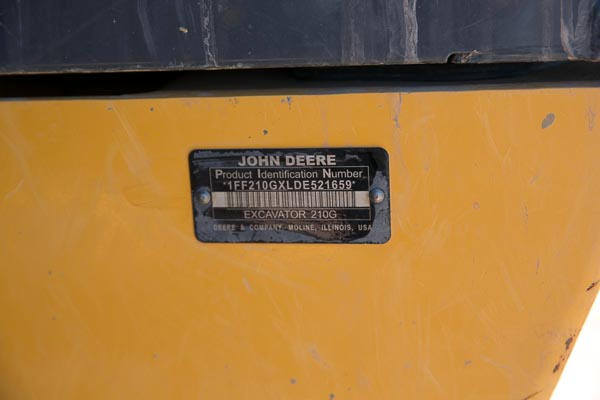 JOHN DEERE
Product Identification Number
*1FF210GXLDE521659*
EXCAVATOR 210G
DEERE & COMPANY, MOLINE, ILLINOIS, USA